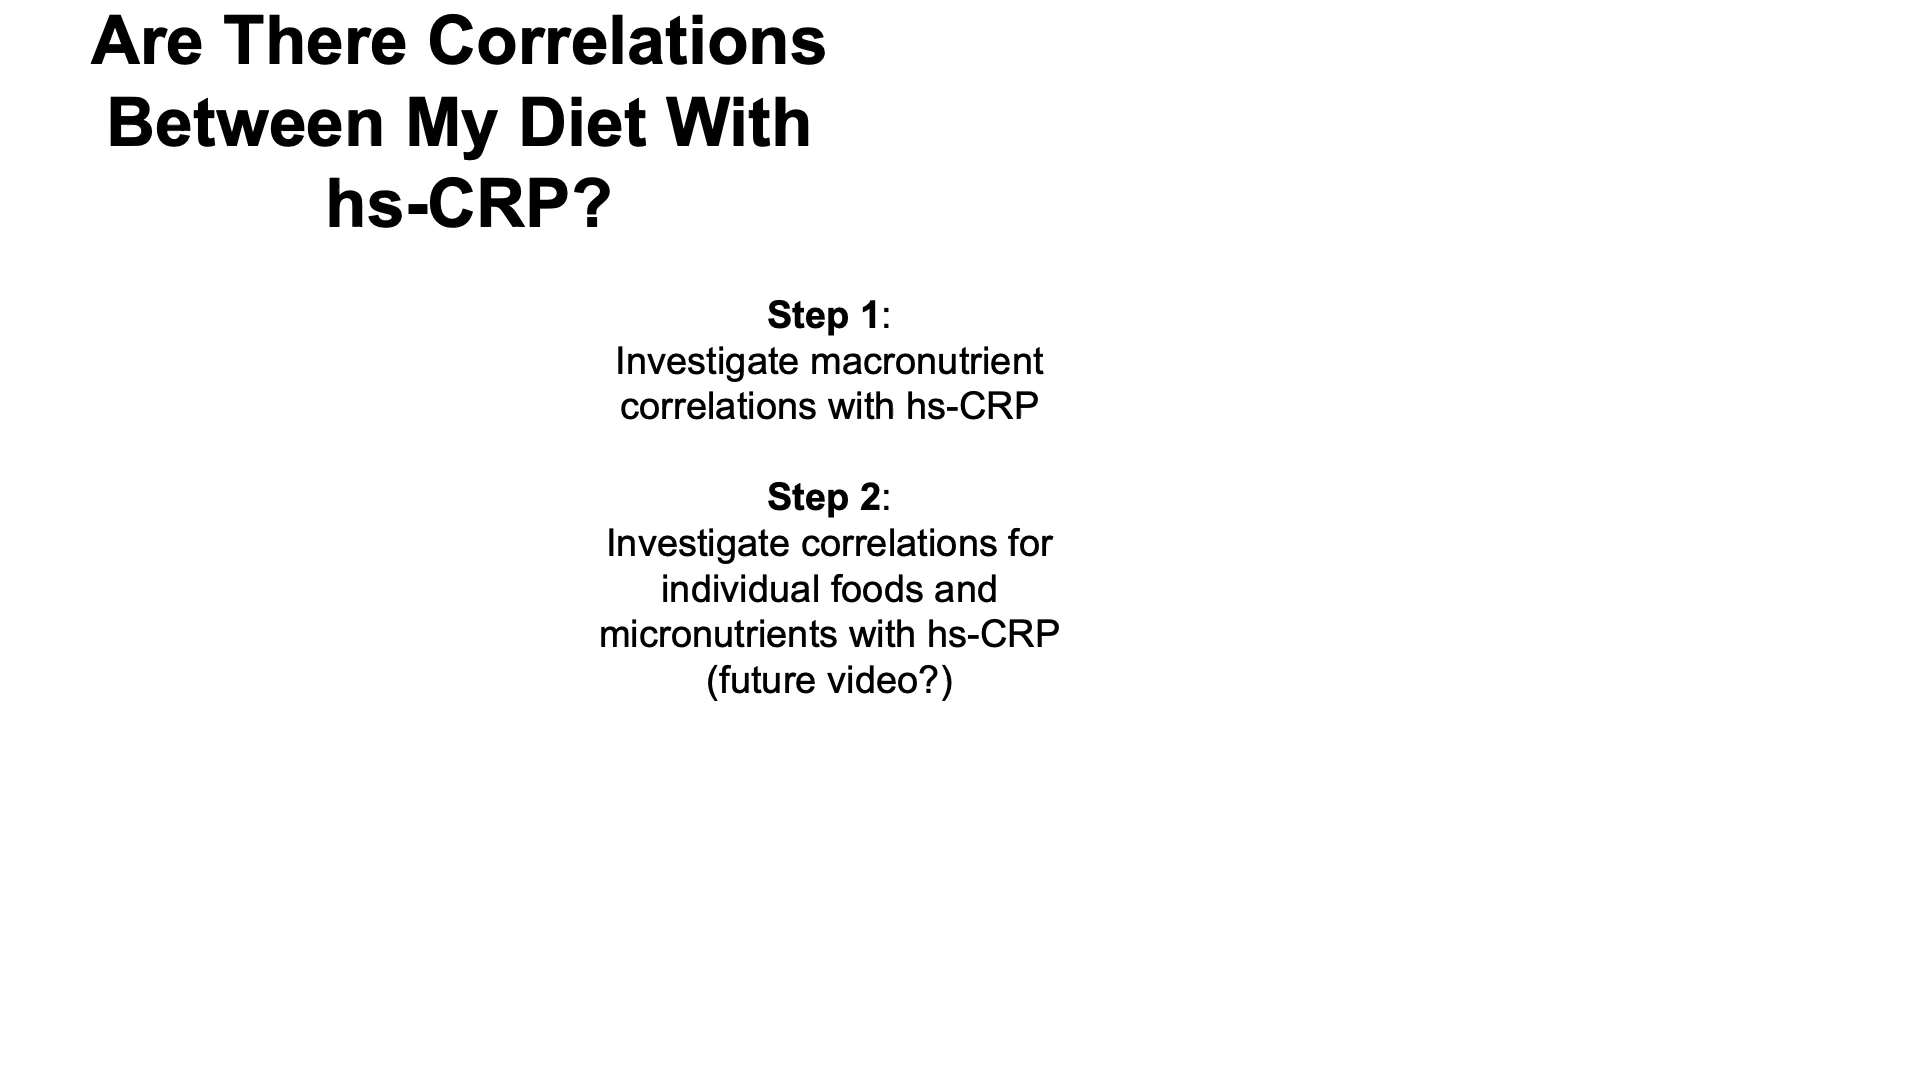 Are There Correlations
Between My Diet With
hs-CRP?
Step 1:
Investigate macronutrient
correlations with hs-CRP
Step 2:
Investigate correlations for
individual foods and
micronutrients with hs-CRP
(future video?)